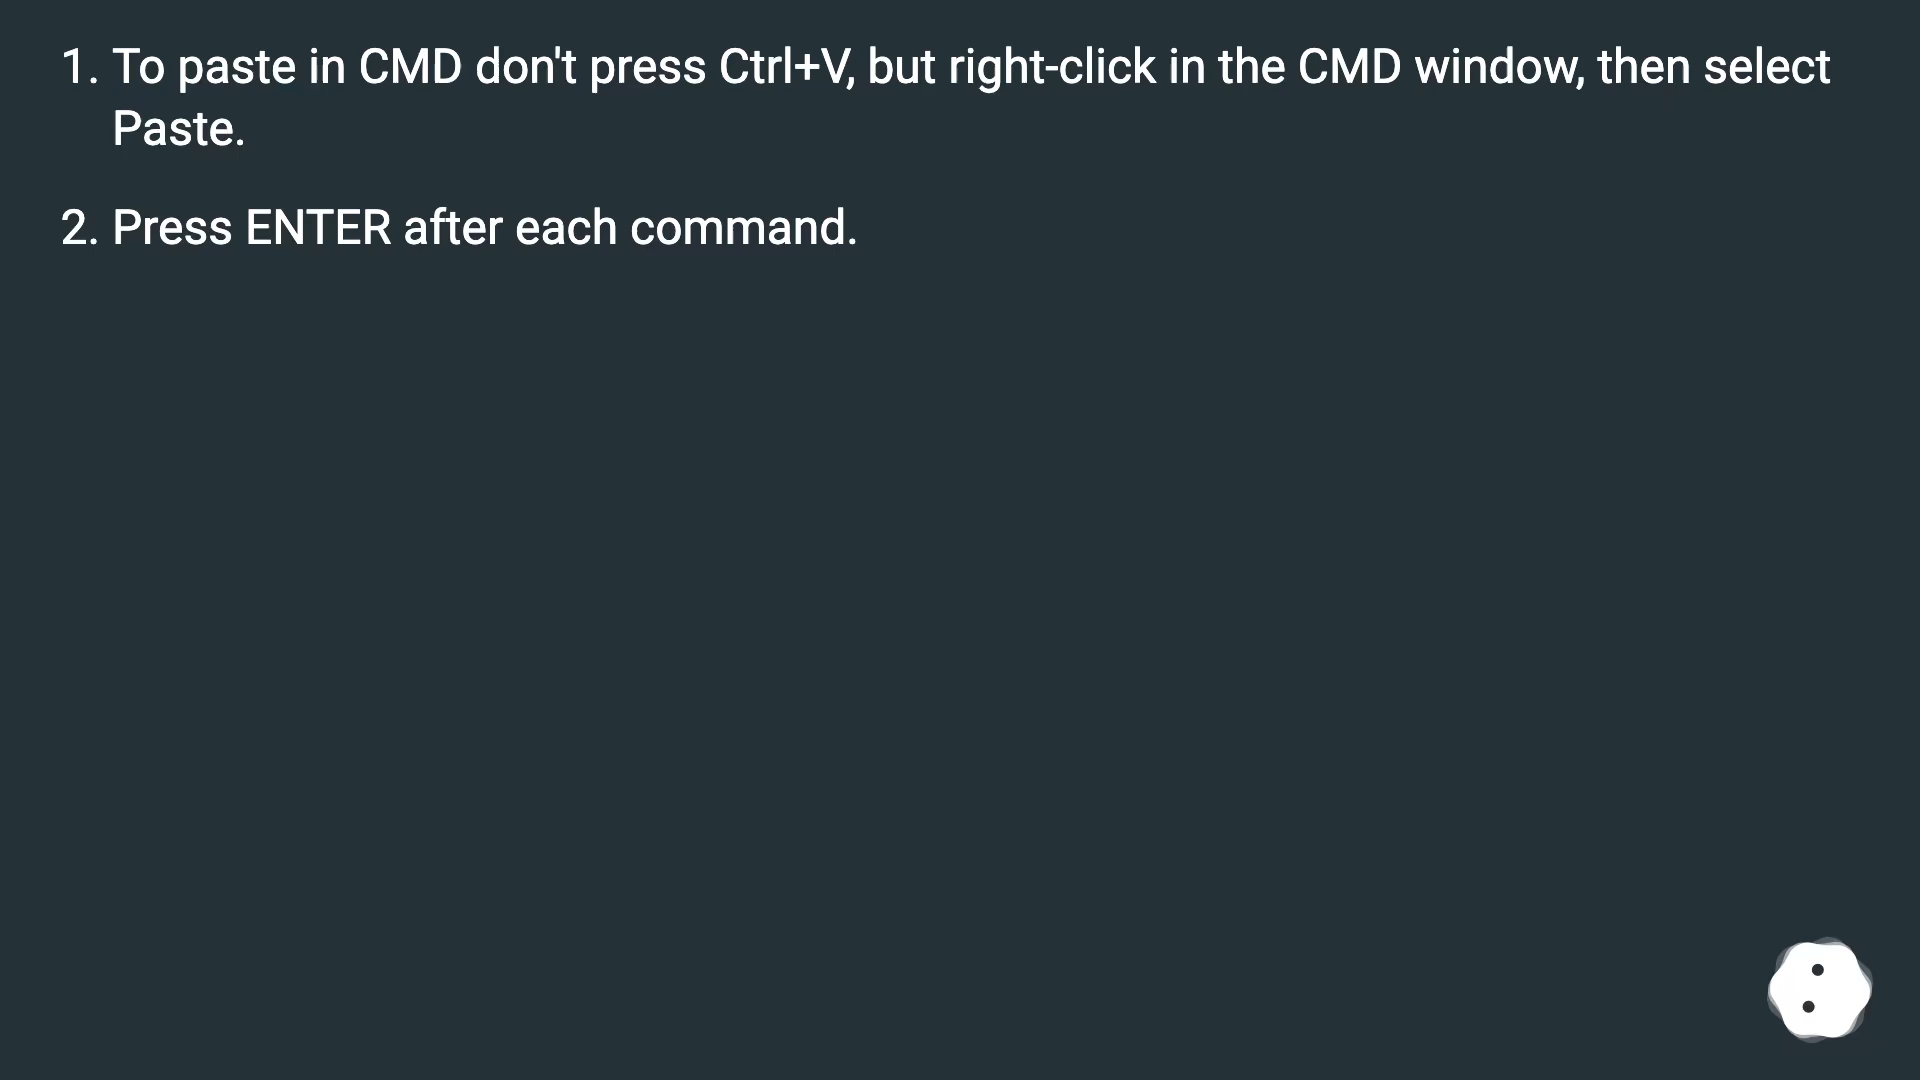 1. To paste in CMD don't press Ctrl+V, but right-click in the CMD window, then select
Paste.
2. Press ENTER after each command.